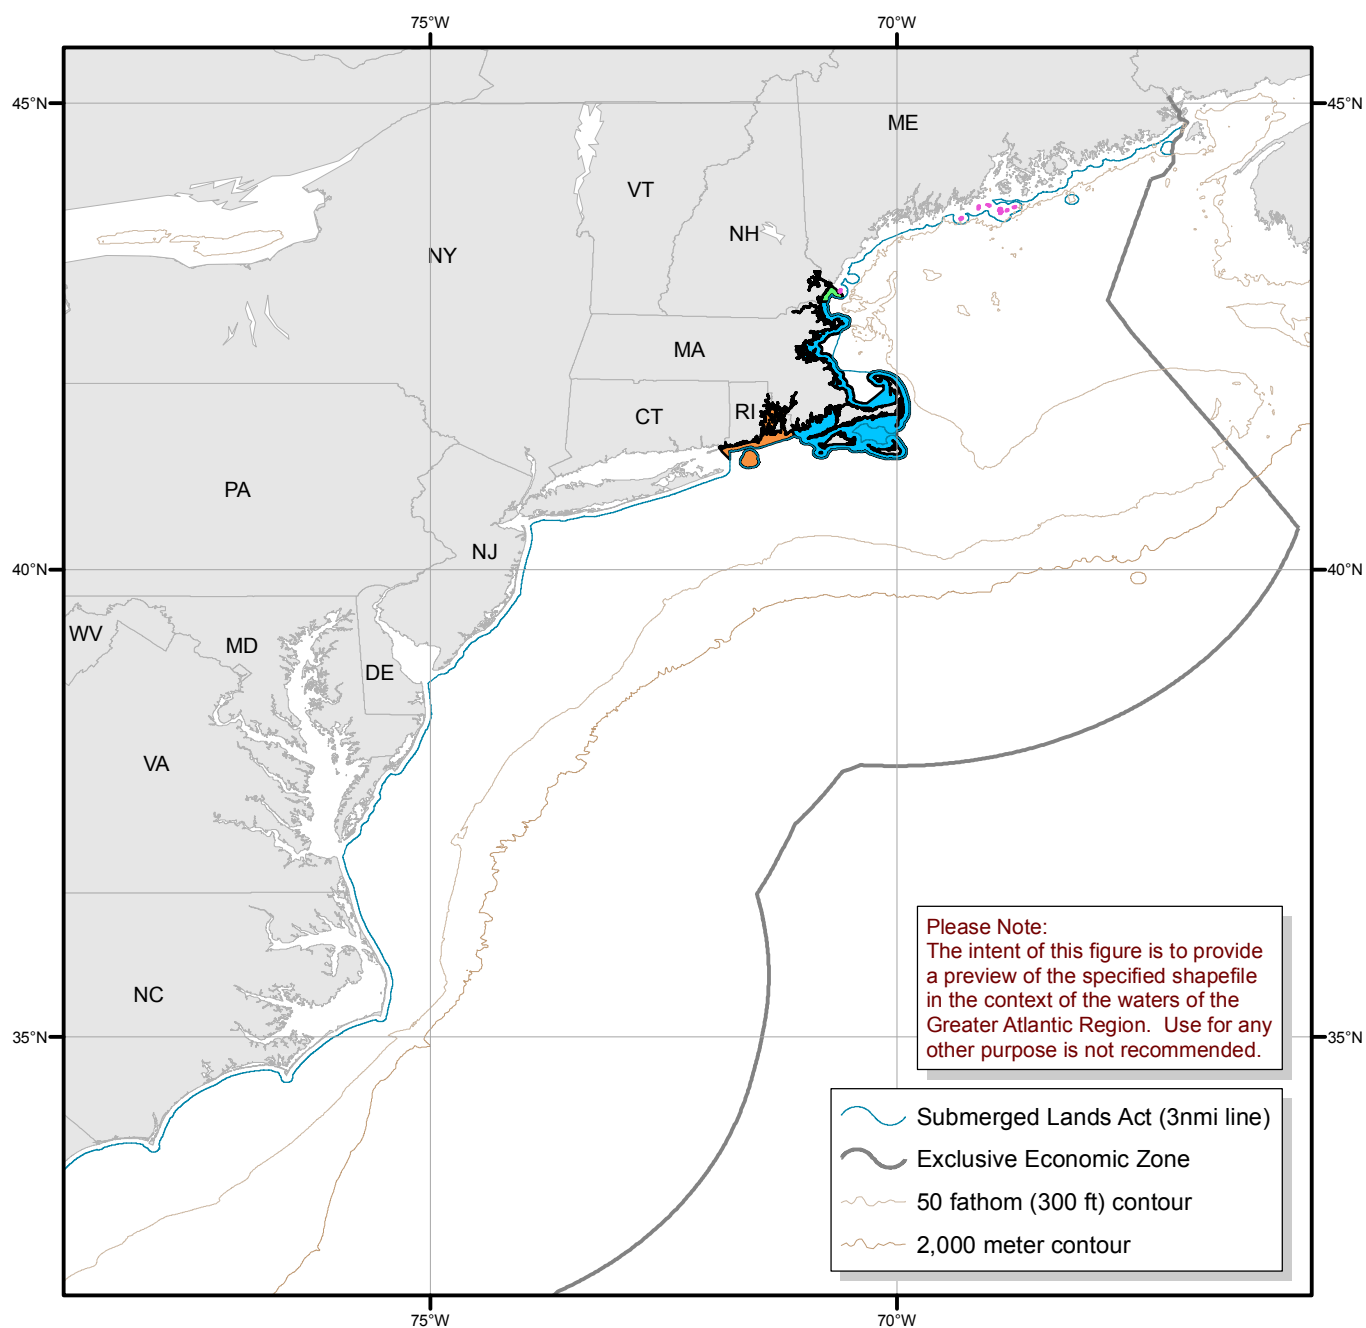 75°W
70°W
45°N
45°N
ME
VT
NH
NY
MA
CT
RI
PA
NJ
40°N
40°N
WV
MD
DE
VA
NC
Please Note:
The intent of this figure is to provide
a preview of the specified shapefile
in the context of the waters of the
Greater Atlantic Region. Use for any
other purpose is not recommended.
35°N
35°N
Submerged Lands Act (3nmi line)
Exclusive Economic Zone
50 fathom (300 ft) contour
2,000 meter contour
75°W
70°W